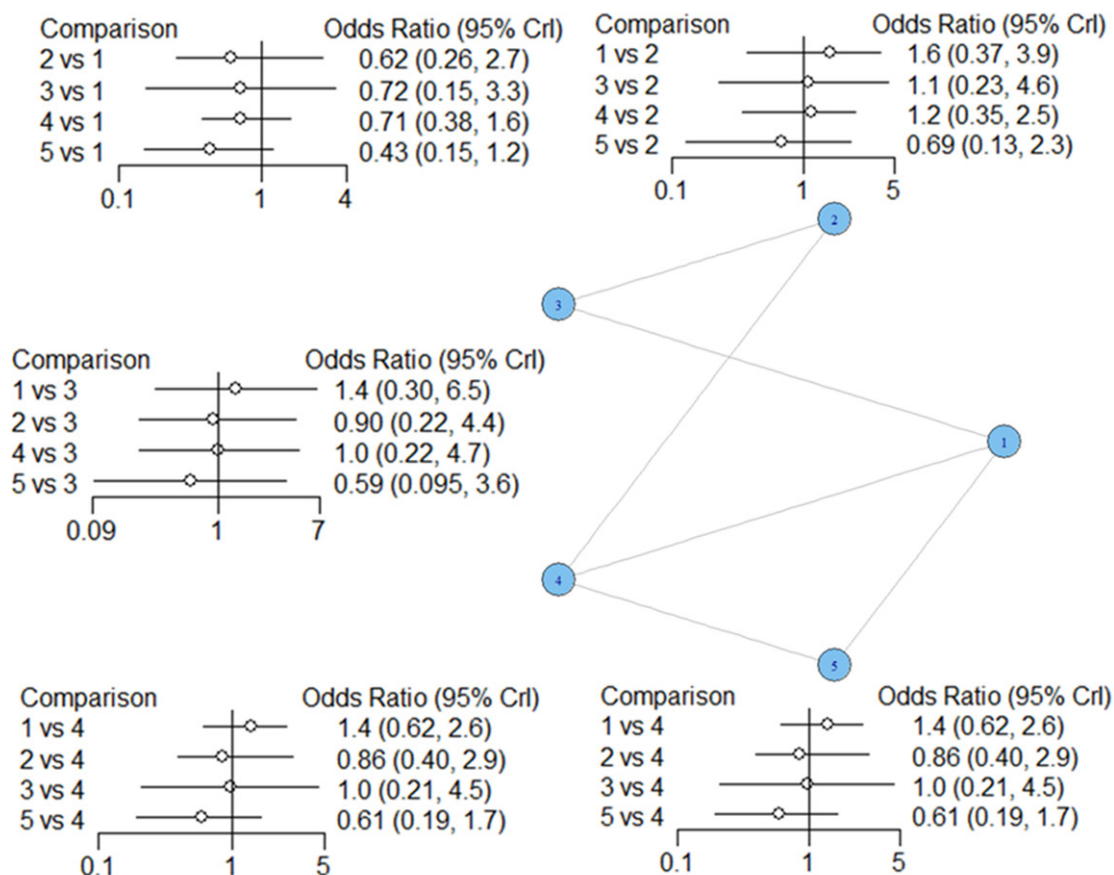 Comparison Odds Ratio (95% Crl)
2 vs 1 0.62 (0.26, 2.7)
3 vs 1 0.72 (0.15, 3.3)
4 vs 1 0.71 (0.38, 1.6)
5 vs 1 0.43 (0.15, 1.2)
0.1 1 4
Comparison Odds Ratio (95% Crl)
1 vs 2 1.6 (0.37, 3.9)
3 vs 2 1.1 (0.23, 4.6)
4 vs 2 1.2 (0.35, 2.5)
5 vs 2 0.69 (0.13, 2.3)
0.1 1 5
2
3
Comparison Odds Ratio (95% Crl)
1 vs 3 1.4 (0.30, 6.5)
2 vs 3 0.90 (0.22, 4.4)
4 vs 3 1.0 (0.22, 4.7)
5 vs 3 0.59 (0.095, 3.6)
0.09 1 7
1
4
5
Comparison Odds Ratio (95% Crl)
1 vs 4 1.4 (0.62, 2.6)
2 vs 4 0.86 (0.40, 2.9)
3 vs 4 1.0 (0.21, 4.5)
5 vs 4 0.61 (0.19, 1.7)
0.1 1 5
Comparison Odds Ratio (95% Crl)
1 vs 4 1.4 (0.62, 2.6)
2 vs 4 0.86 (0.40, 2.9)
3 vs 4 1.0 (0.21, 4.5)
5 vs 4 0.61 (0.19, 1.7)
0.1 1 5